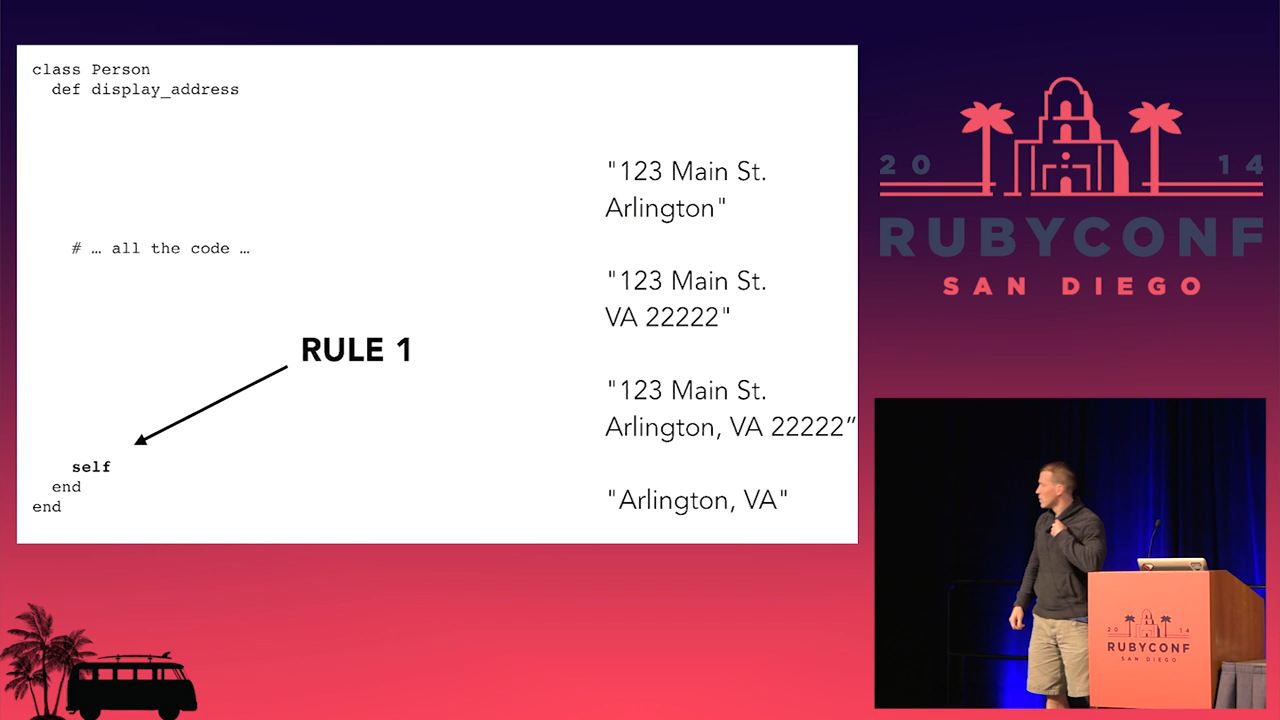 class Person
  def display_address
    # … all the code …
RULE 1
    self
  end
end
"123 Main St.
Arlington"
"123 Main St.
VA 22222"
"123 Main St.
Arlington, VA 22222”
"Arlington, VA"
20 14
RUBYCONF
SAN DIEGO
20 14
RUBYCONF
SAN DIEGO